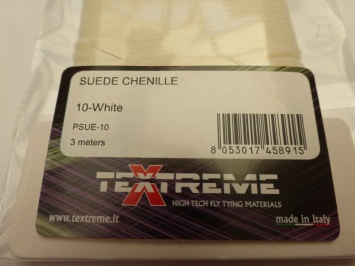 SUEDE CHENILLE
10-White
PSUE-10
3 meters
8 053017 458915
TEXTREME
HIGH TECH FLY TYING MATERIALS
www.textreme.it
made in Italy